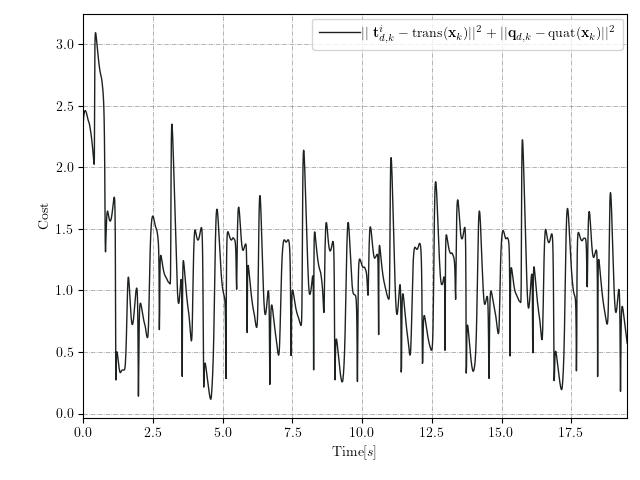 || t^i_{d,k} − trans(x_k)||^2 + ||q_{d,k} − quat(x_k)||^2
3.0
2.5
2.0
1.5
1.0
0.5
0.0
Cost
0.0 2.5 5.0 7.5 10.0 12.5 15.0 17.5
Time[s]